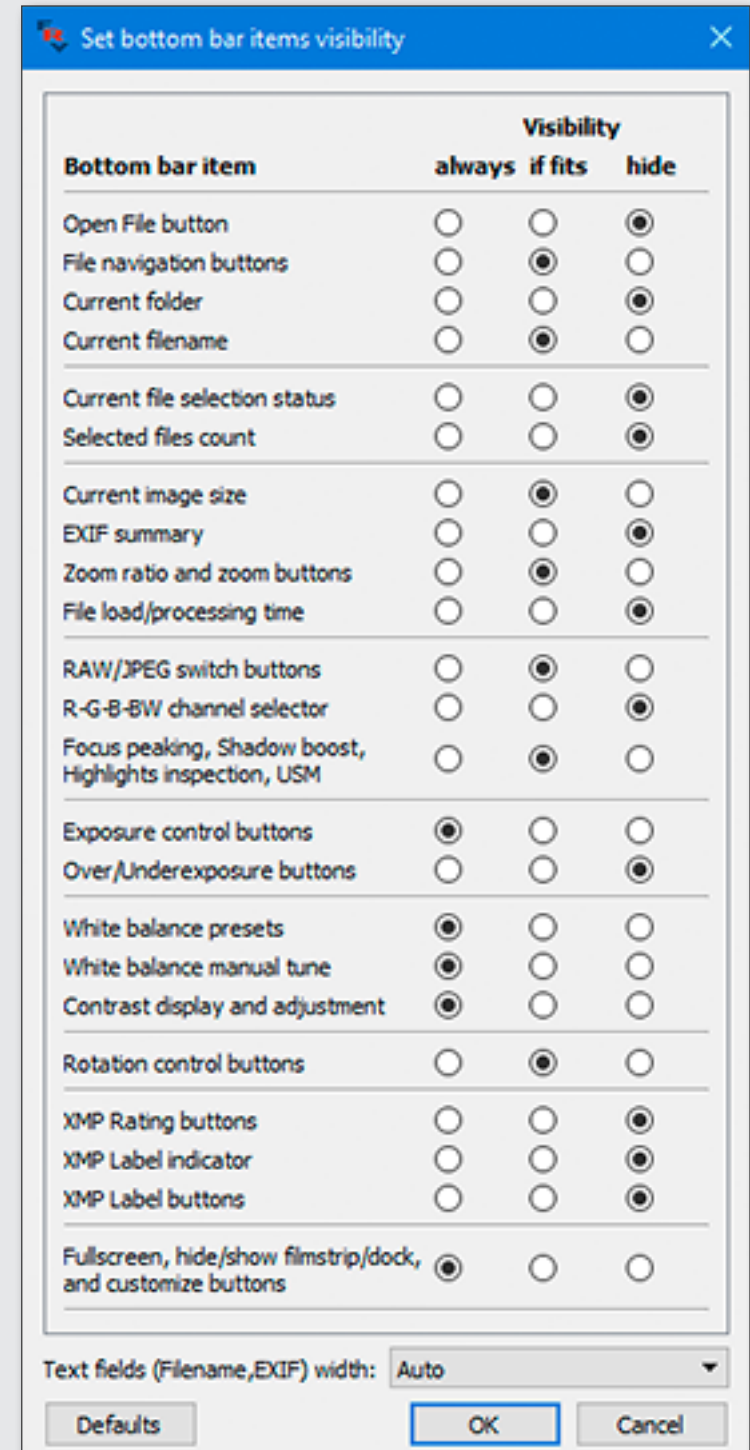 Set bottom bar items visibility
Visibility
Bottom bar item always if fits hide
Open File button
File navigation buttons
Current folder
Current filename
Current file selection status
Selected files count
Current image size
EXIF summary
Zoom ratio and zoom buttons
File load/processing time
RAW/JPEG switch buttons
R-G-B-BW channel selector
Focus peaking, Shadow boost,
Highlights inspection, USM
Exposure control buttons
Over/Underexposure buttons
White balance presets
White balance manual tune
Contrast display and adjustment
Rotation control buttons
XMP Rating buttons
XMP Label indicator
XMP Label buttons
Fullscreen, hide/show filmstrip/dock,
and customize buttons
Text fields (Filename,EXIF) width: Auto
Defaults OK Cancel